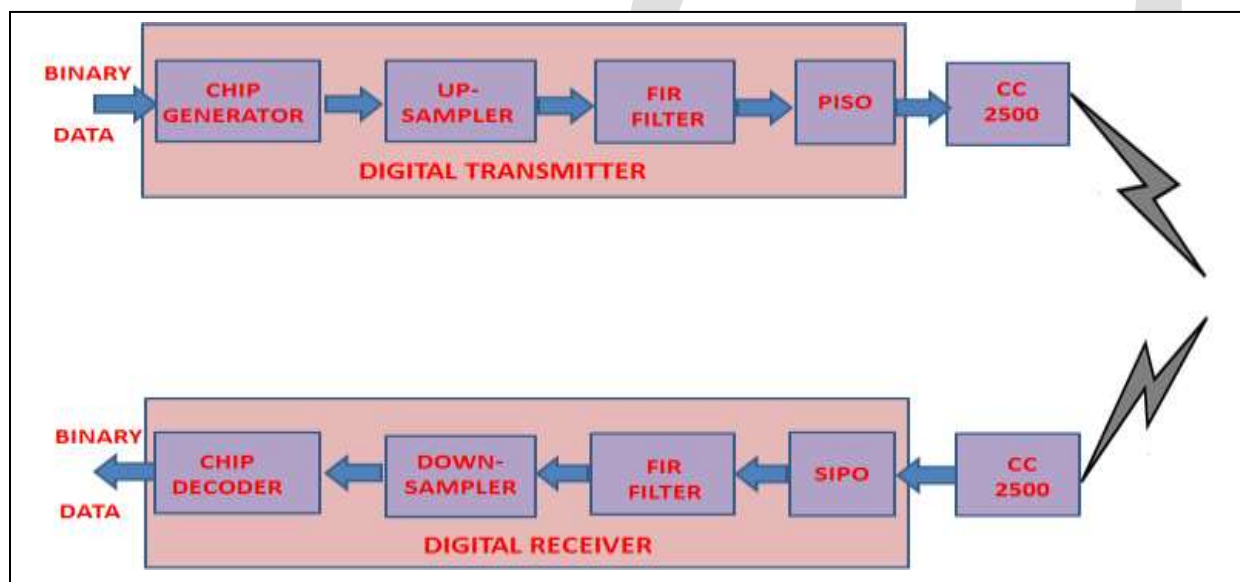 BINARY
DATA
CHIP
GENERATOR
UP-
SAMPLER
FIR
FILTER
PISO
CC
2500
DIGITAL TRANSMITTER
BINARY
DATA
CHIP
DECODER
DOWN-
SAMPLER
FIR
FILTER
SIPO
CC
2500
DIGITAL RECEIVER